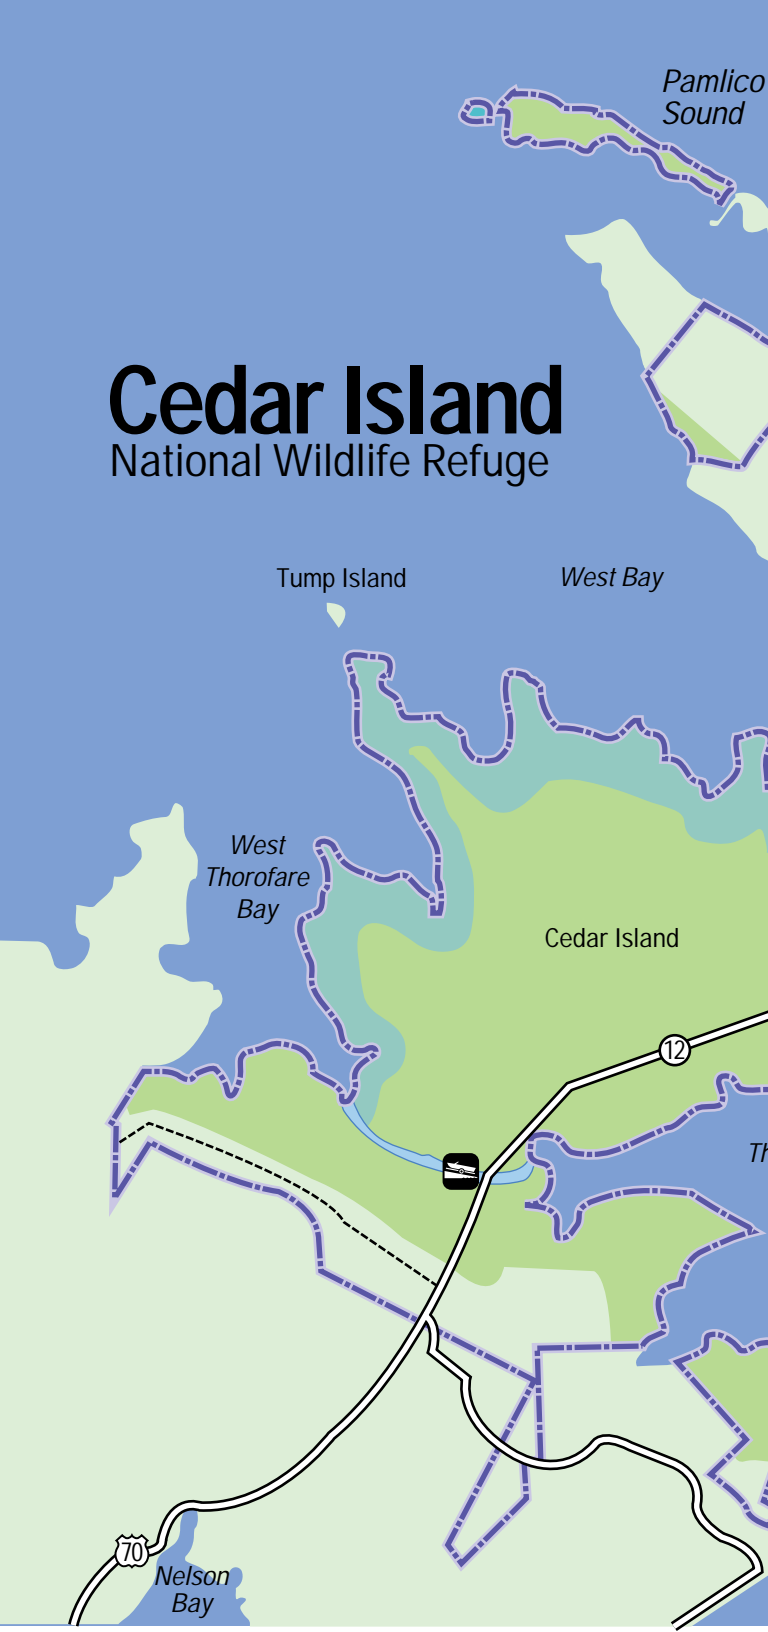 Pamlico
Sound
Cedar Island
National Wildlife Refuge
Tump Island
West Bay
West
Thorofare
Bay
Cedar Island
12
Th
70
Nelson
Bay